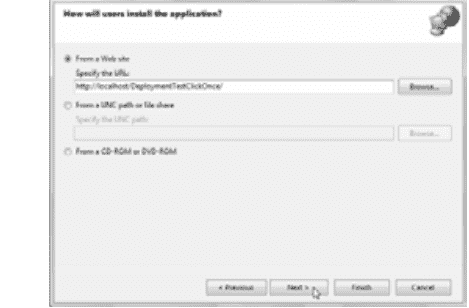 How will users install the application?
From a Web site
Specify the URL:
http://localhost/DeploymentTestClickOnce/
Browse...
From a UNC path or file share
Specify the UNC path:
Browse...
From a CD-ROM or DVD-ROM
< Previous
Next >
Finish
Cancel